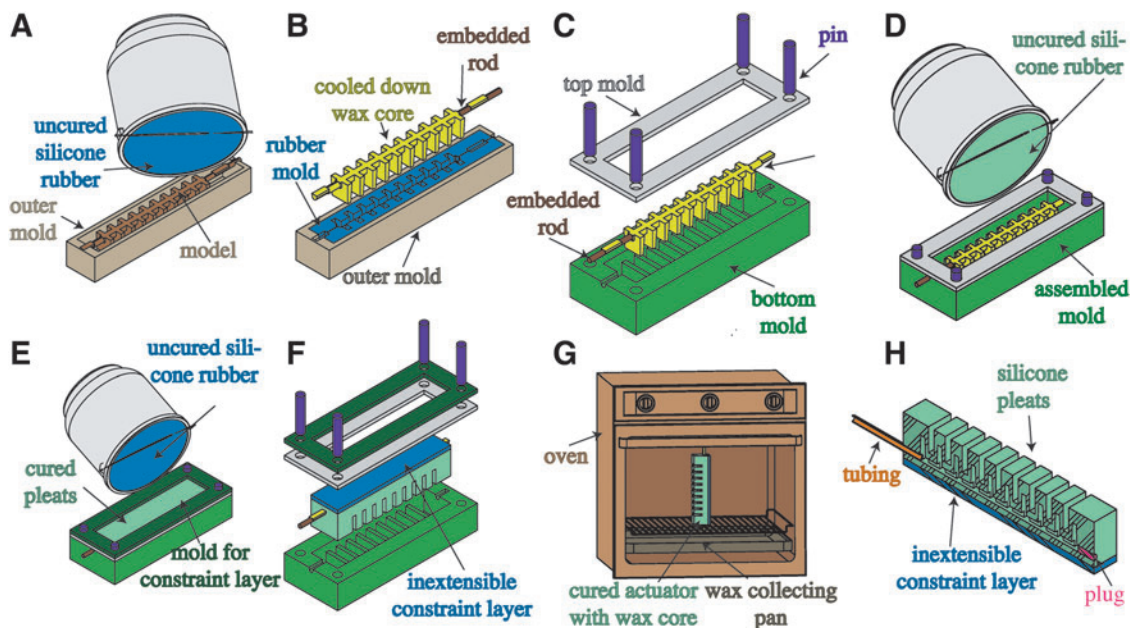 A
uncured
silicone
rubber
outer
mold
model
B
embedded
rod
cooled down
wax core
rubber
mold
outer mold
C
pin
top mold
embedded
rod
bottom
mold
D
uncured sili-
cone rubber
assembled
mold
E
uncured sili-
cone rubber
cured
pleats
mold for
constraint layer
F
inextensible
constraint layer
G
oven
cured actuator
with wax core
wax collecting
pan
H
silicone
pleats
tubing
inextensible
constraint layer
plug